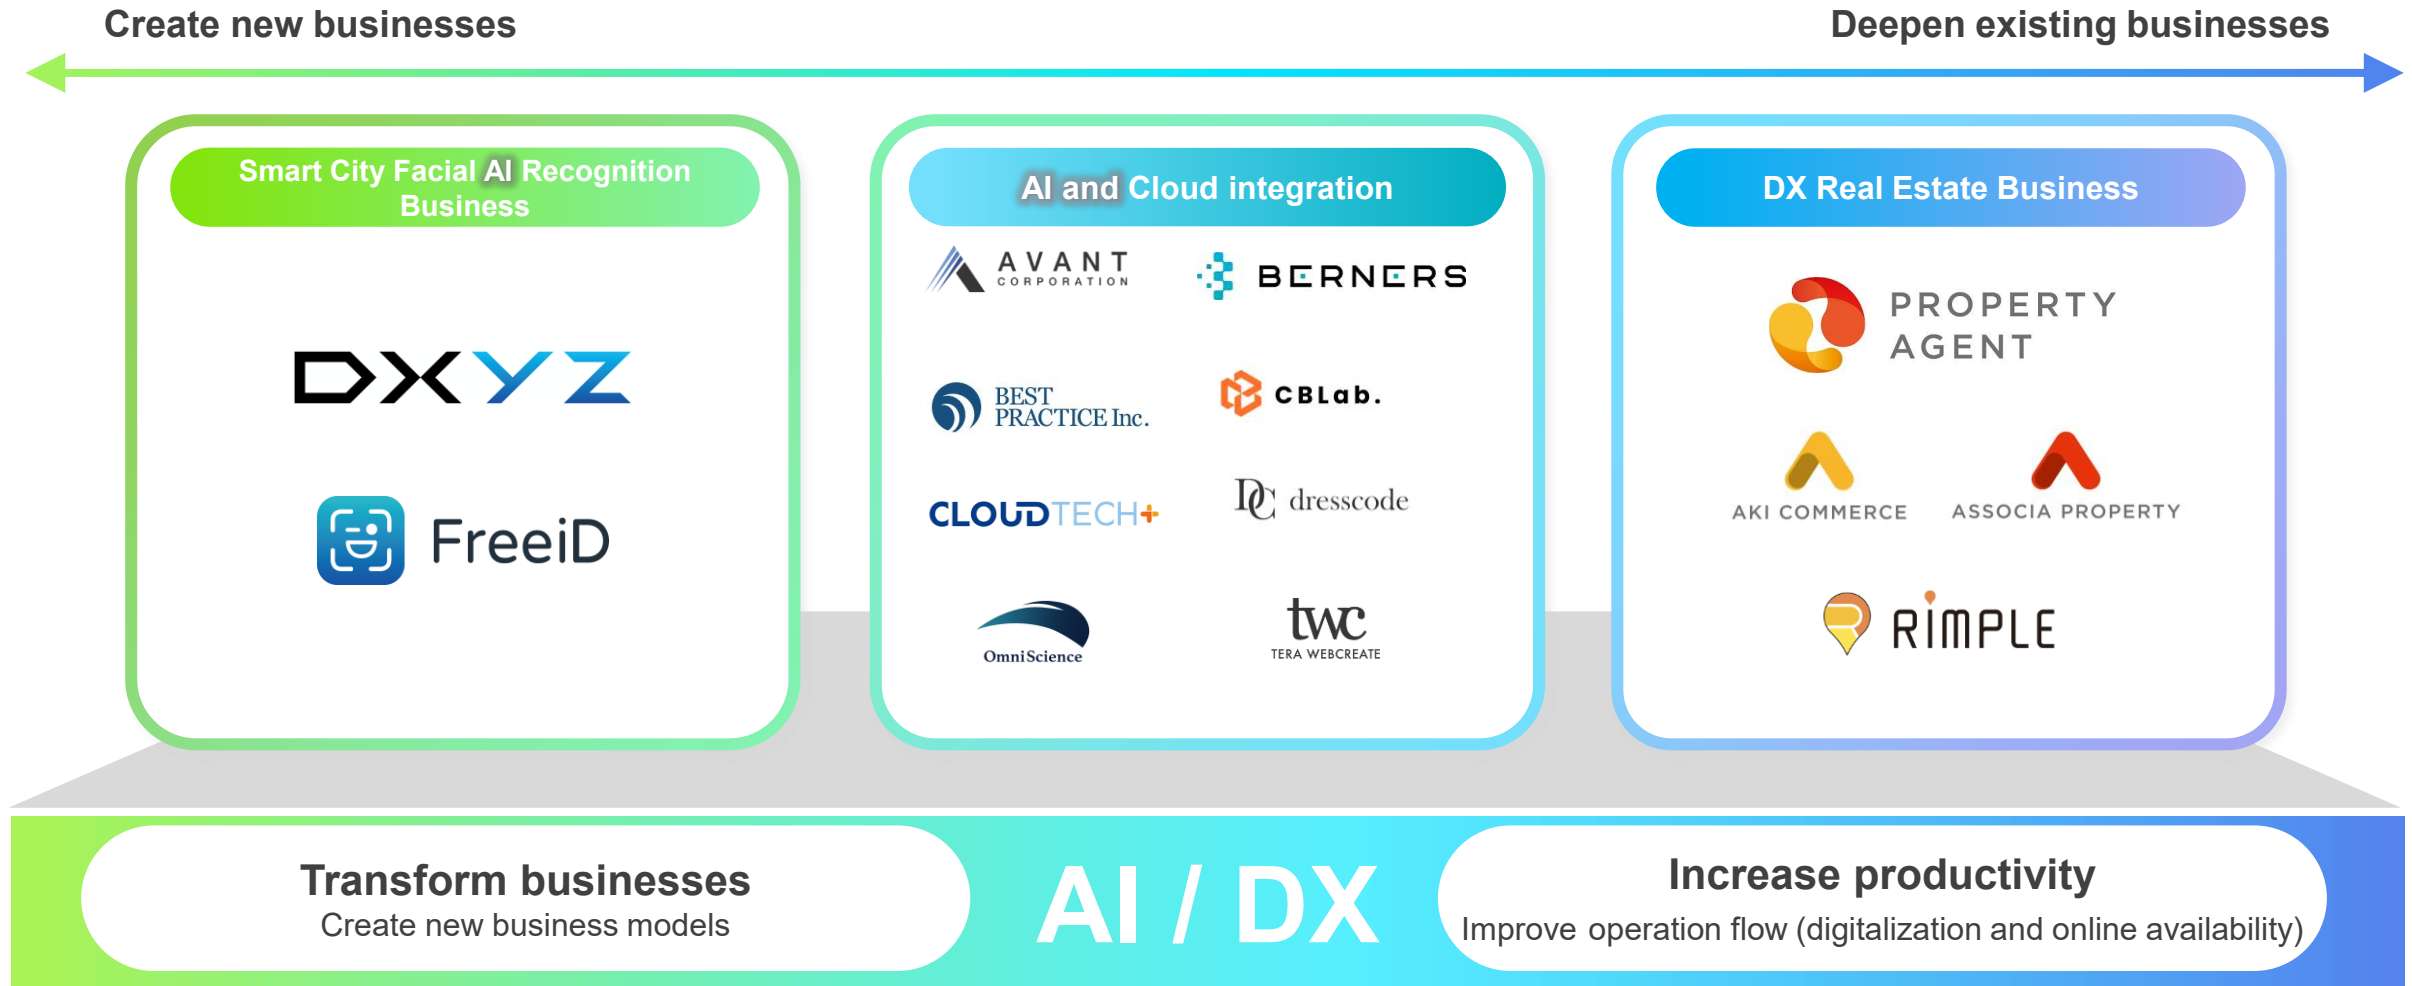 Create new businesses
Deepen existing businesses
Smart City Facial AI Recognition
Business
DXYZ
FreeiD
AI and Cloud integration
AVANT
CORPORATION
BERNERS
BEST
PRACTICE Inc.
CBLab.
CLOUDTECH+
DC dresscode
OmniScience
twc
TERA WEBCREATE
DX Real Estate Business
PROPERTY
AGENT
AKI COMMERCE
ASSOCIA PROPERTY
RIMPLE
Transform businesses
Create new business models
AI / DX
Increase productivity
Improve operation flow (digitalization and online availability)